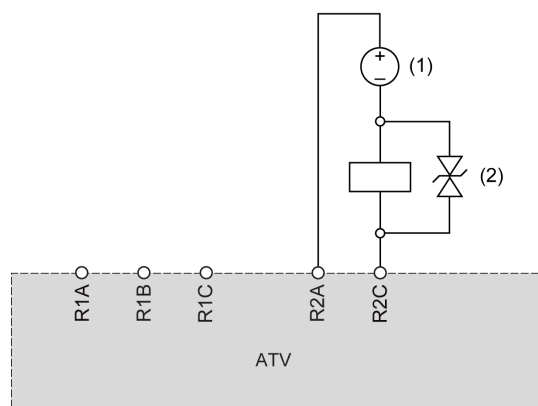 +
(1)
–
(2)
R1A
R1B
R1C
R2A
R2C
ATV